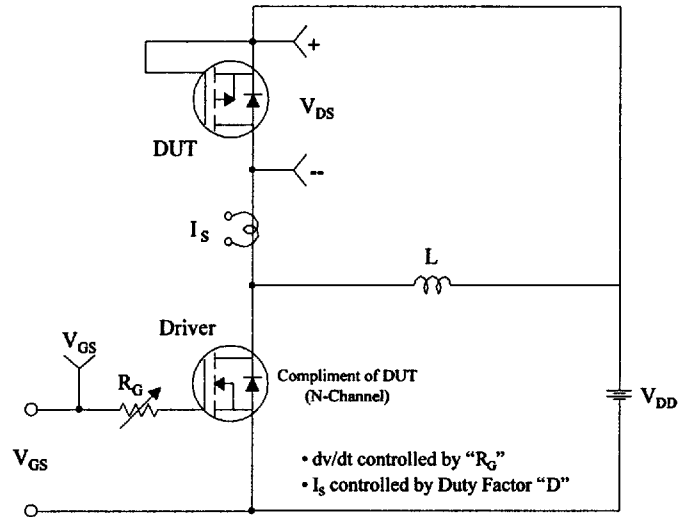 +
V_DS
DUT
--
I_S
L
Driver
V_GS
R_G
Compliment of DUT
(N-Channel)
V_DD
V_GS
• dv/dt controlled by “R_G”
• I_S controlled by Duty Factor “D”